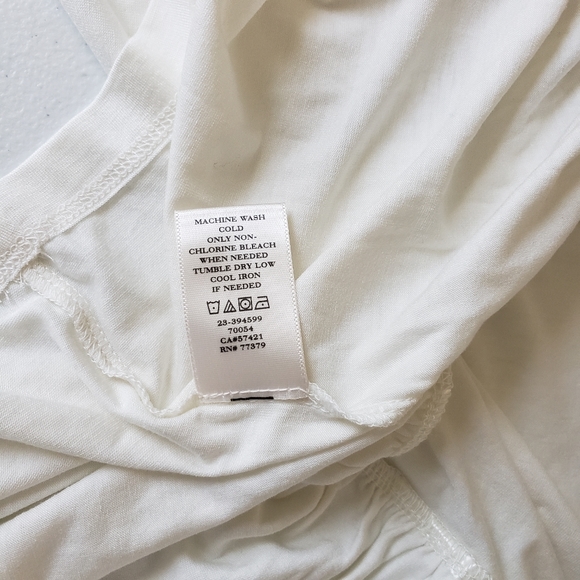 MACHINE WASH
COLD
ONLY NON-
CHLORINE BLEACH
WHEN NEEDED
TUMBLE DRY LOW
COOL IRON
IF NEEDED
23-394599
70054
CA#57421
RN# 77379